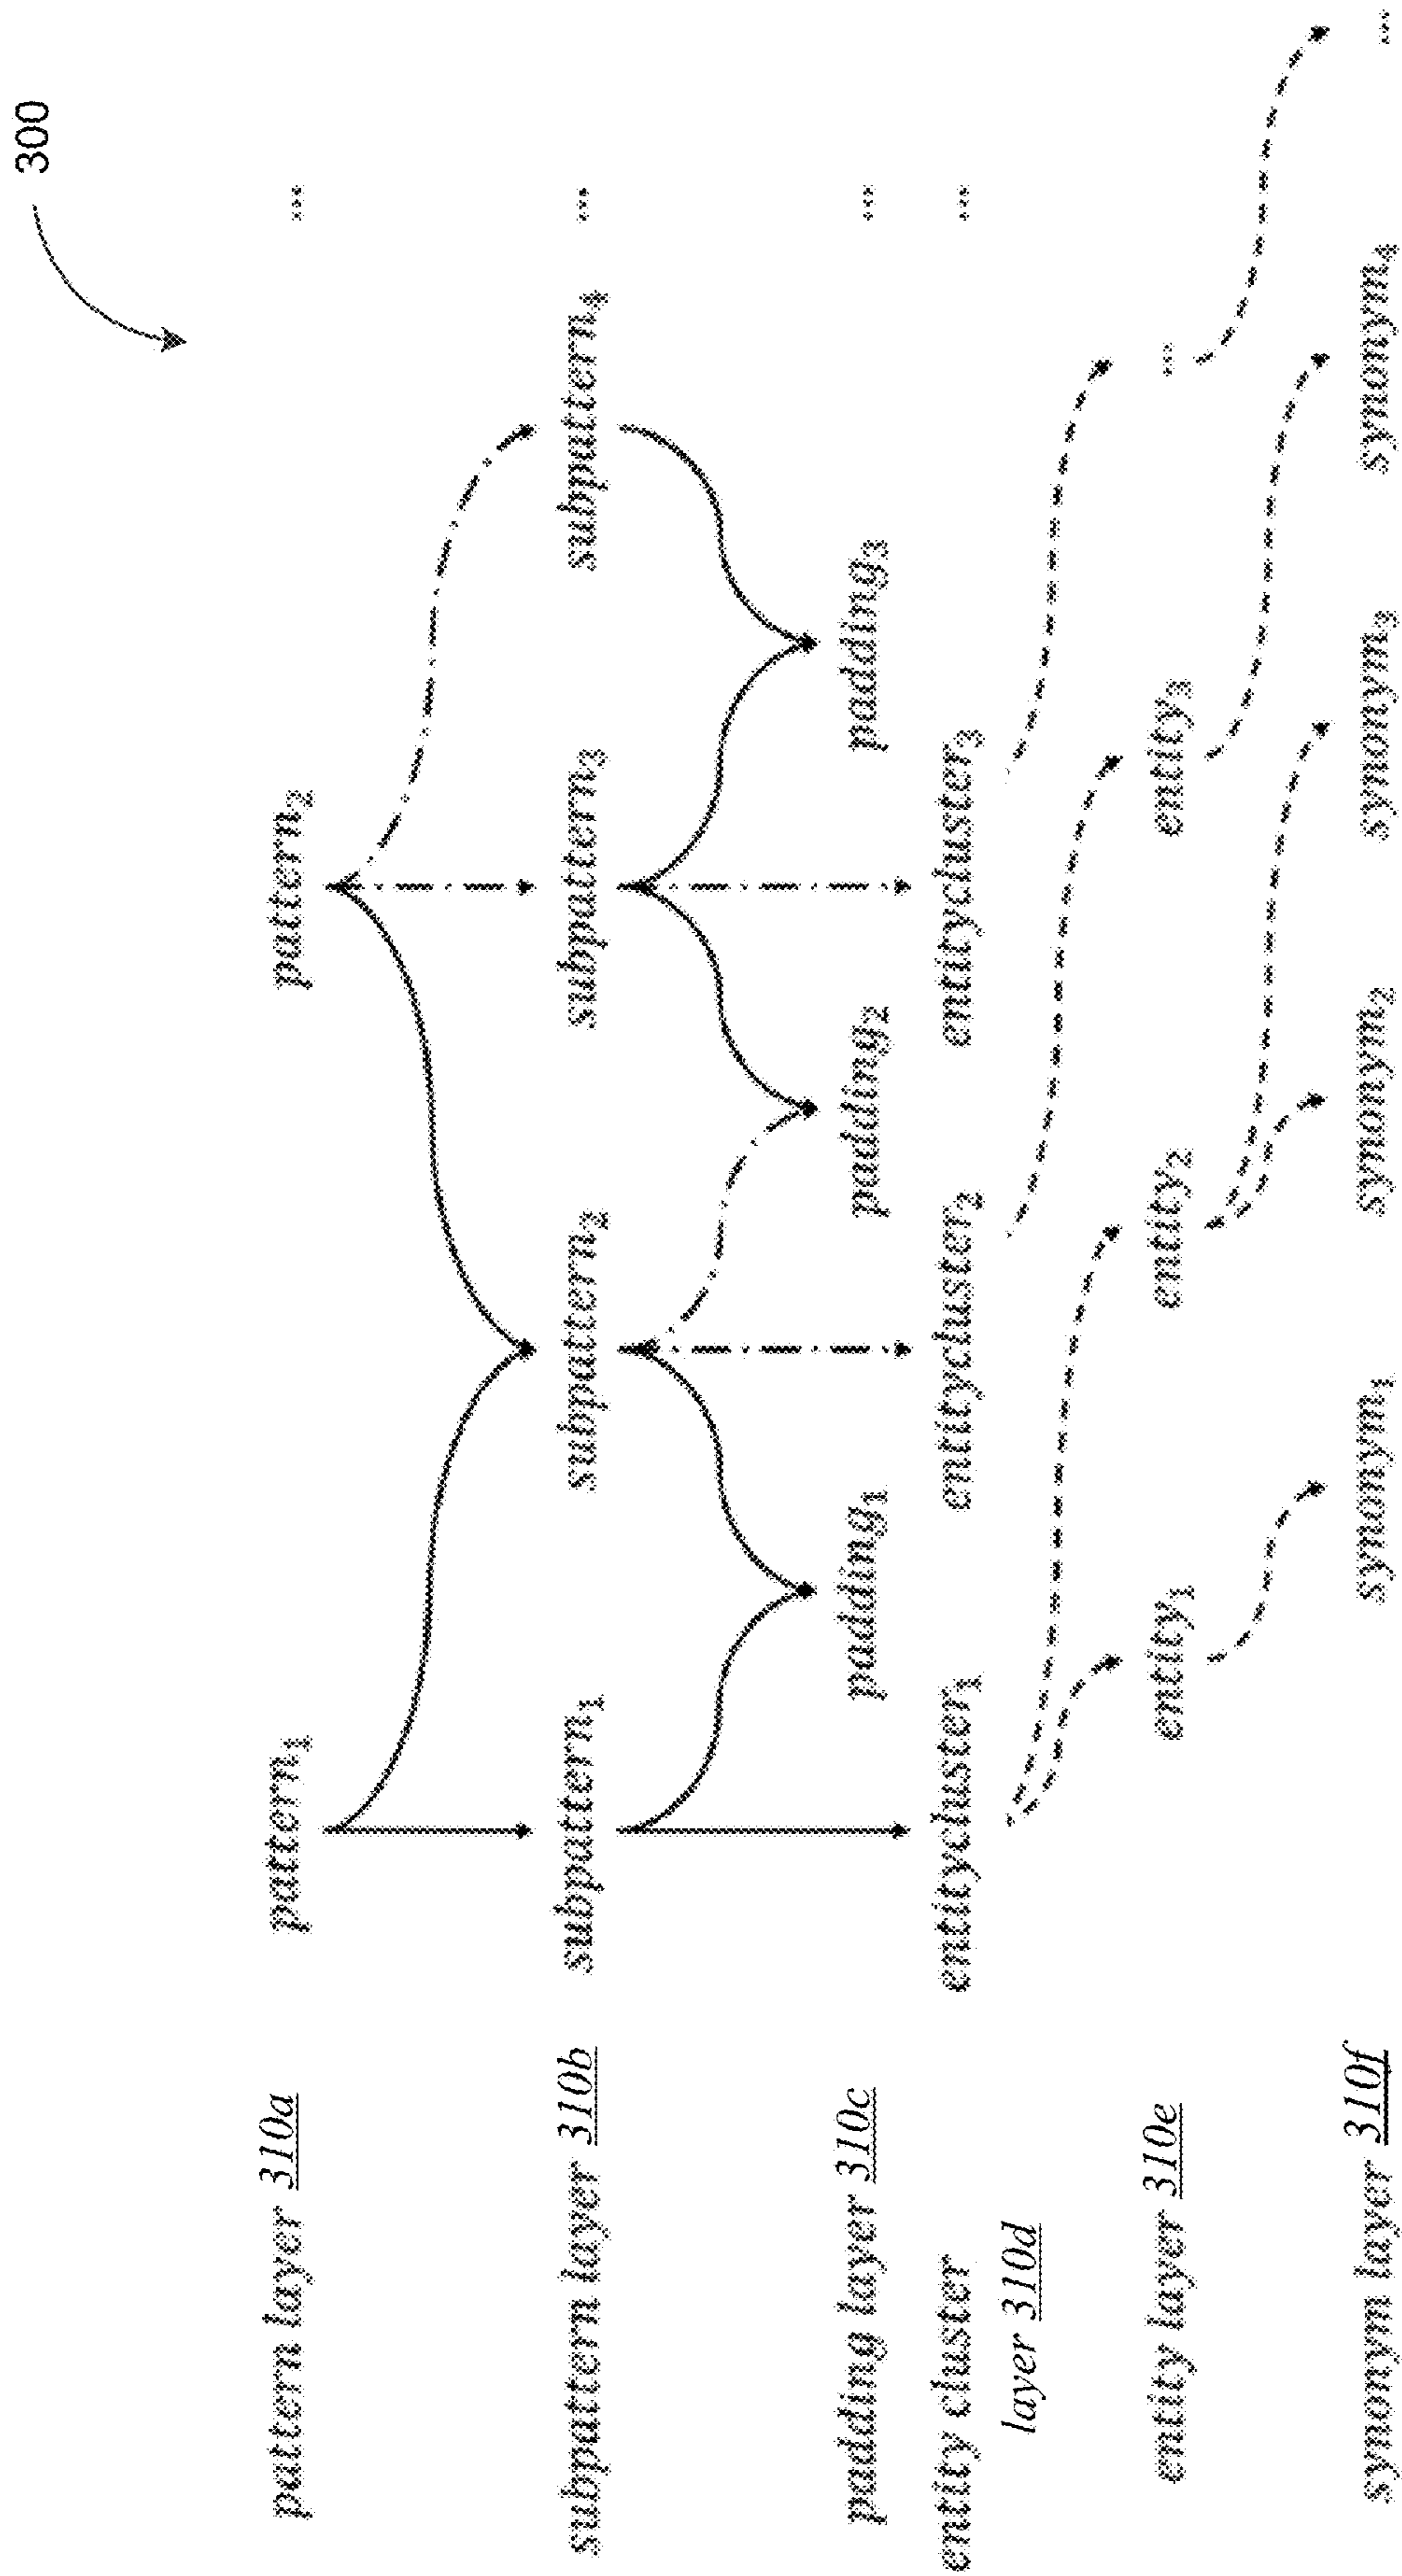 300
pattern layer 310a pattern₁ pattern₂ ...
subpattern layer 310b subpattern₁ subpattern₂ subpattern₃ subpattern₄ ...
padding layer 310c padding₁ padding₂ padding₃ ...
entity cluster entitycluster₁ entitycluster₂ entitycluster₃ ...
layer 310d
entity layer 310e entity₁ entity₂ entity₃ ...
synonym layer 310f synonym₁ synonym₂ synonym₃ synonym₄ ...